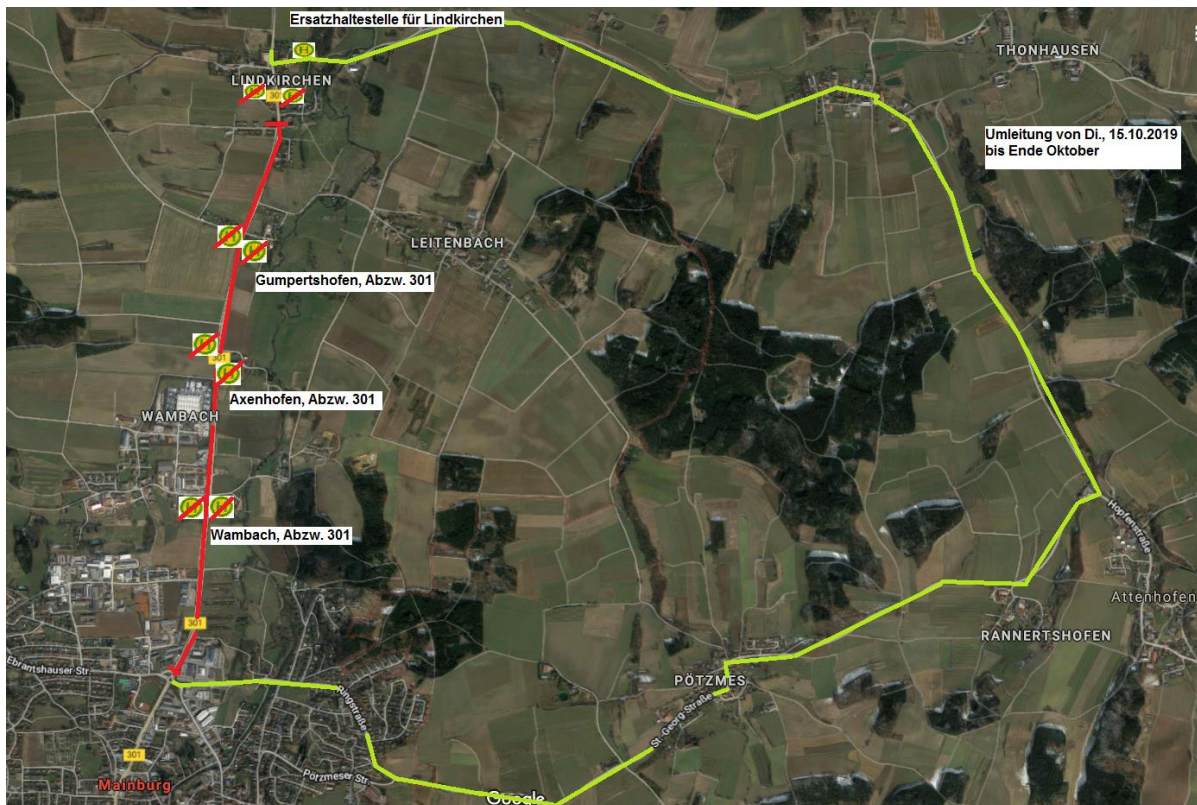 Ersatzhaltestelle für Lindkirchen
H
THONHAUSEN
LINDKIRCHEN
301
Umleitung von Di., 15.10.2019
bis Ende Oktober
LEITENBACH
H
H
Gumpertshofen, Abzw. 301
H
301
H
Axenhofen, Abzw. 301
WAMBACH
H
H
Wambach, Abzw. 301
Hopfenstraße
Attenhofen
301
RANNERTSHOFEN
Ebrantshauser Str
PÖTZMES
Ringstraße
St.-Georg-Straße
301
Pötzmeser Str
Mainburg
Google